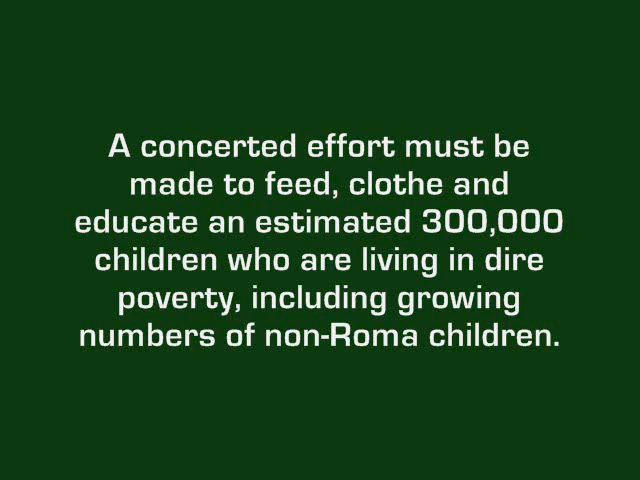 A concerted effort must be
made to feed, clothe and
educate an estimated 300,000
children who are living in dire
poverty, including growing
numbers of non-Roma children.